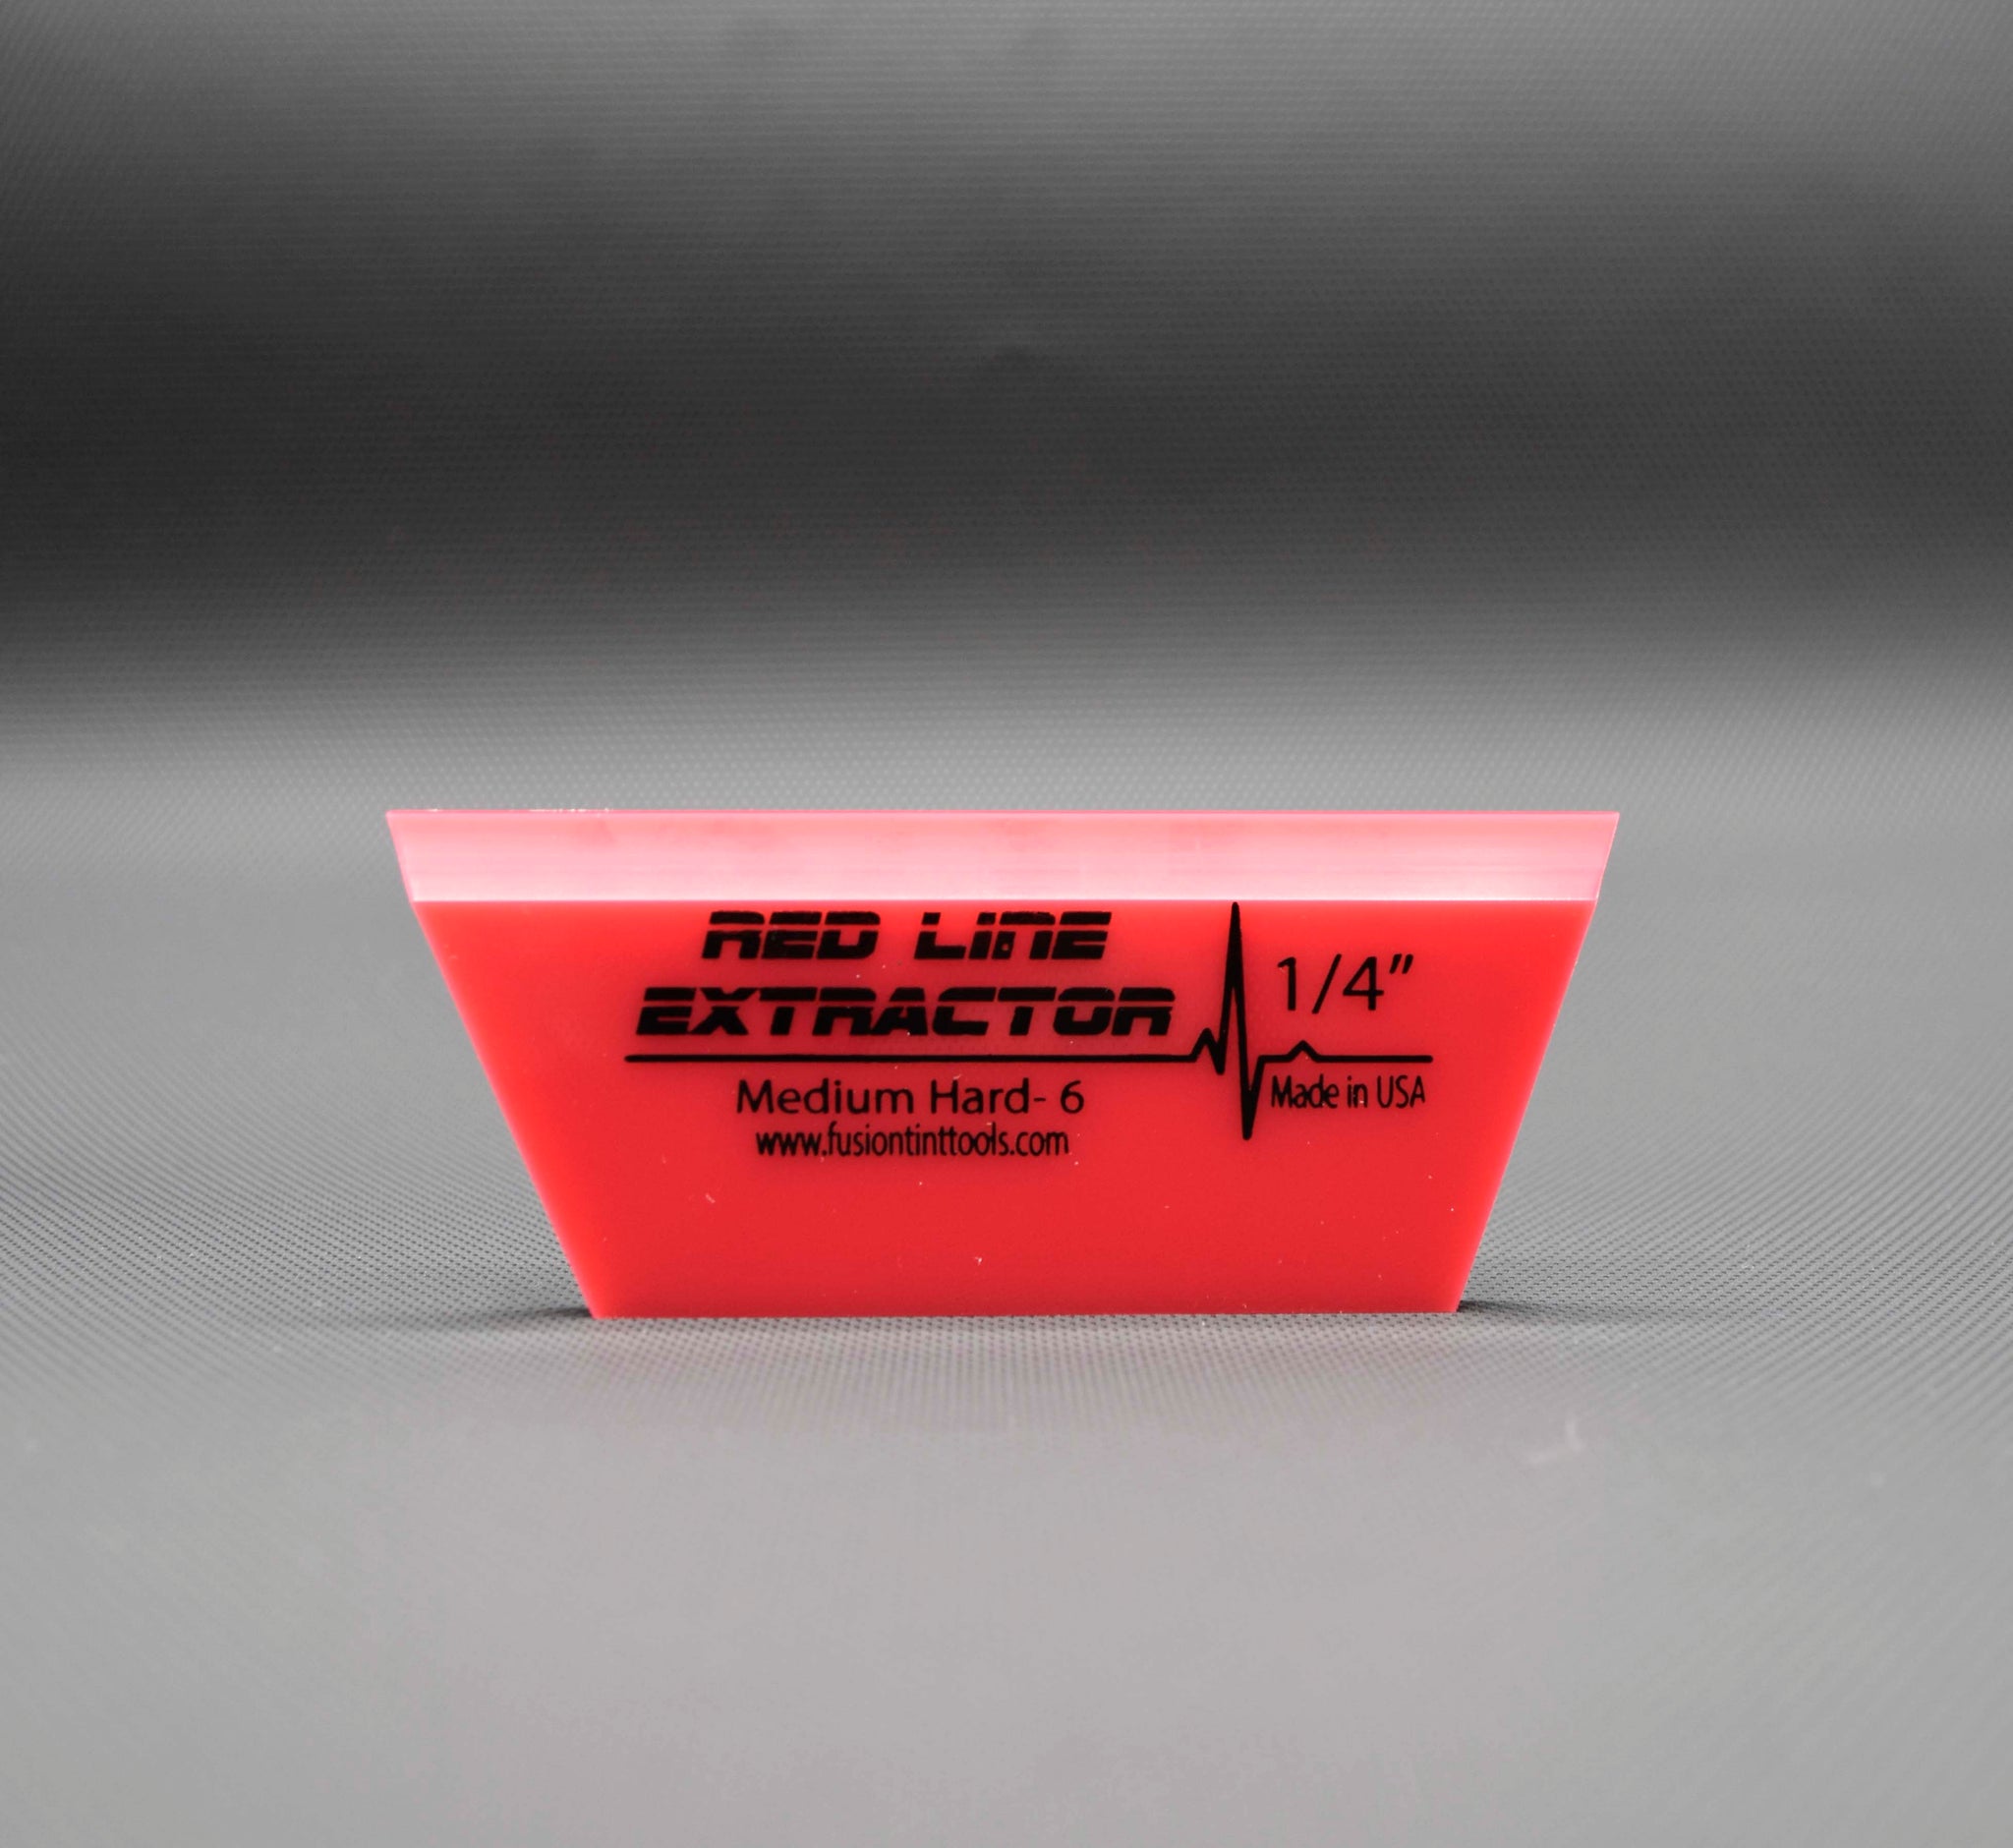 RED LINE
EXTRACTOR
1/4"
Medium Hard- 6
Made in USA
www.fusiontinttools.com